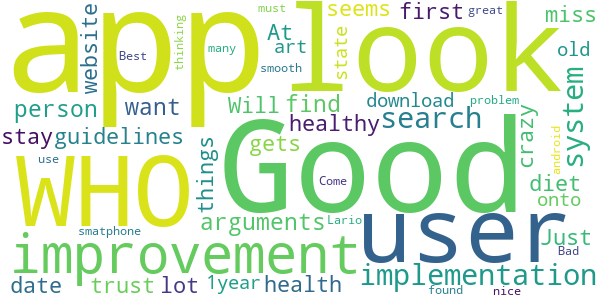 app look
website
thinking
Best
many
must
great
At
art
smooth
seems
state
first
miss
old
person
want
Will find
download
search
problem
crazy
system
stay
guidelines
healthy
things
gets
WHO
Good
user
Come
use
android
diet
onto
smatphone
arguments
Lario
Just
improvement
implementation
Bad
date
trust
lot
1year
health
found
nice